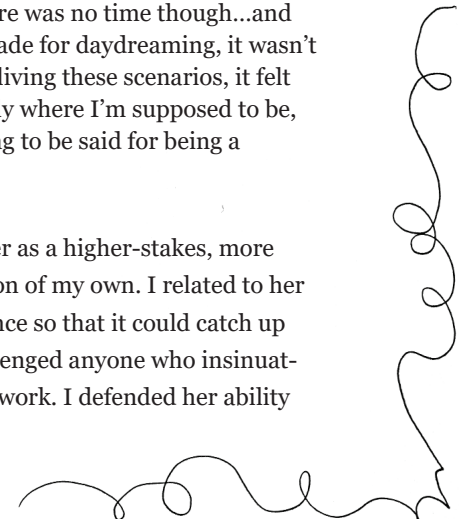 re was no time though...and
ade for daydreaming, it wasn’t
living these scenarios, it felt
y where I’m supposed to be,
g to be said for being a
er as a higher-stakes, more
on of my own. I related to her
nce so that it could catch up
enged anyone who insinuat-
work. I defended her ability